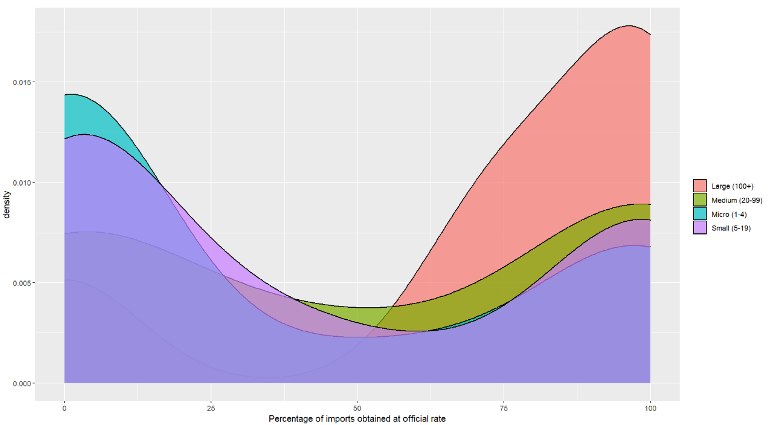 0.015
0.010
0.005
0.000
density
0
25
50
75
100
Percentage of imports obtained at official rate
Large (100+)
Medium (20-99)
Micro (1-4)
Small (5-19)